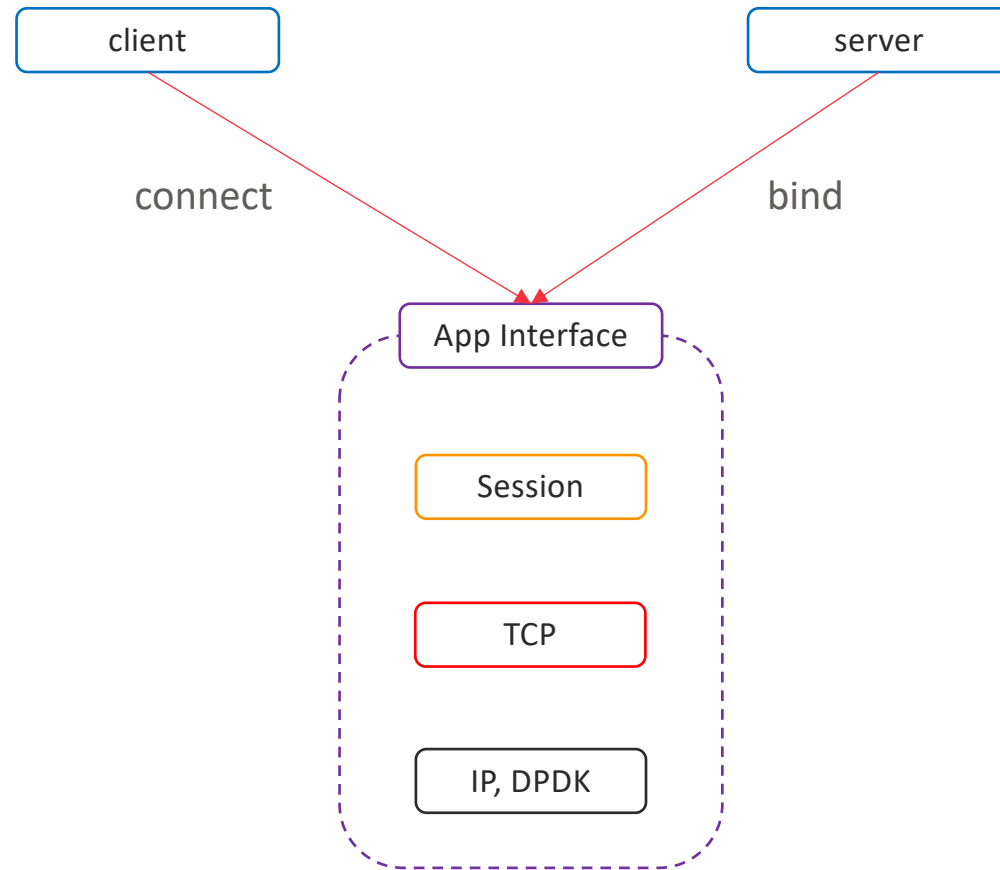 client
server
connect
bind
App Interface
Session
TCP
IP, DPDK